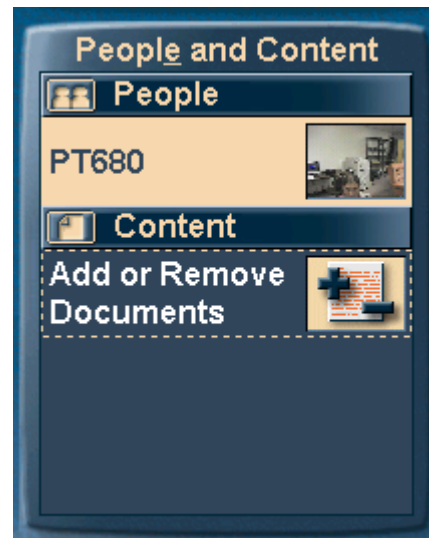 People and Content
People
PT680
Content
Add or Remove
Documents